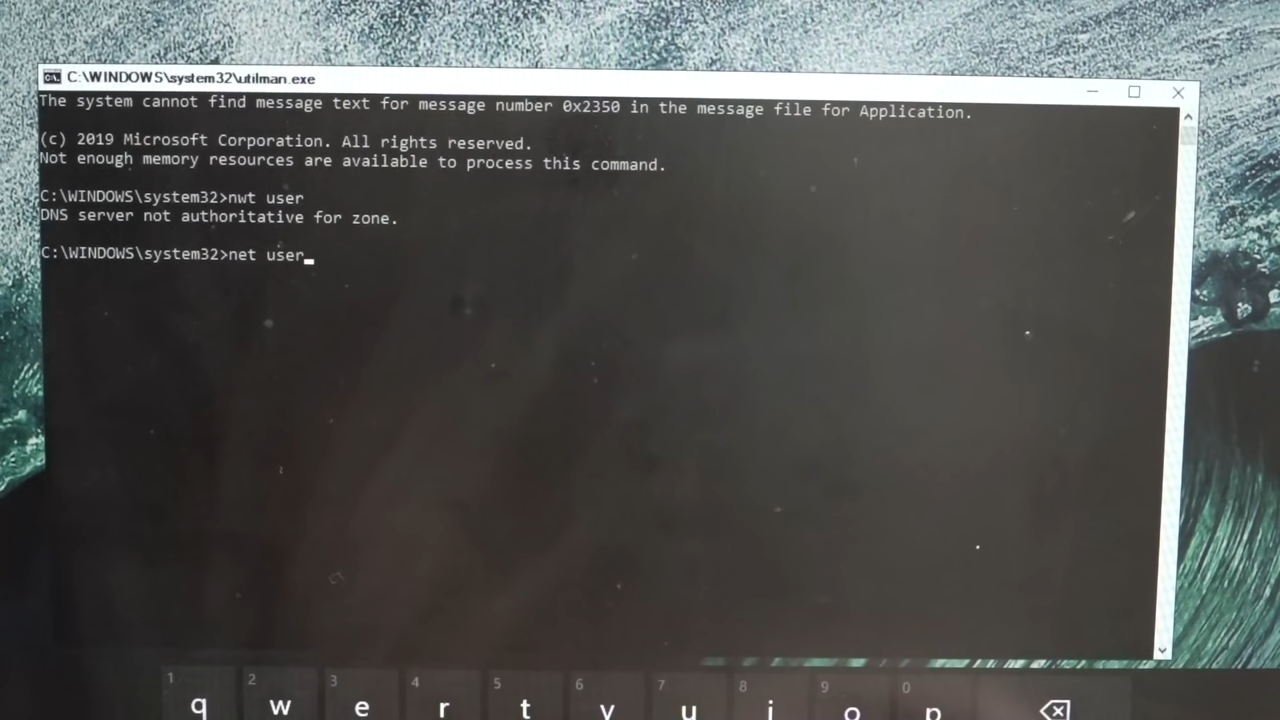 C:\WINDOWS\system32\utilman.exe
The system cannot find message text for message number 0x2350 in the message file for Application.
(c) 2019 Microsoft Corporation. All rights reserved.
Not enough memory resources are available to process this command.
C:\WINDOWS\system32>nwt user
DNS server not authoritative for zone.
C:\WINDOWS\system32>net user
1 2 3 4 5 6 7 8 9 0
q w e r t y u i o p